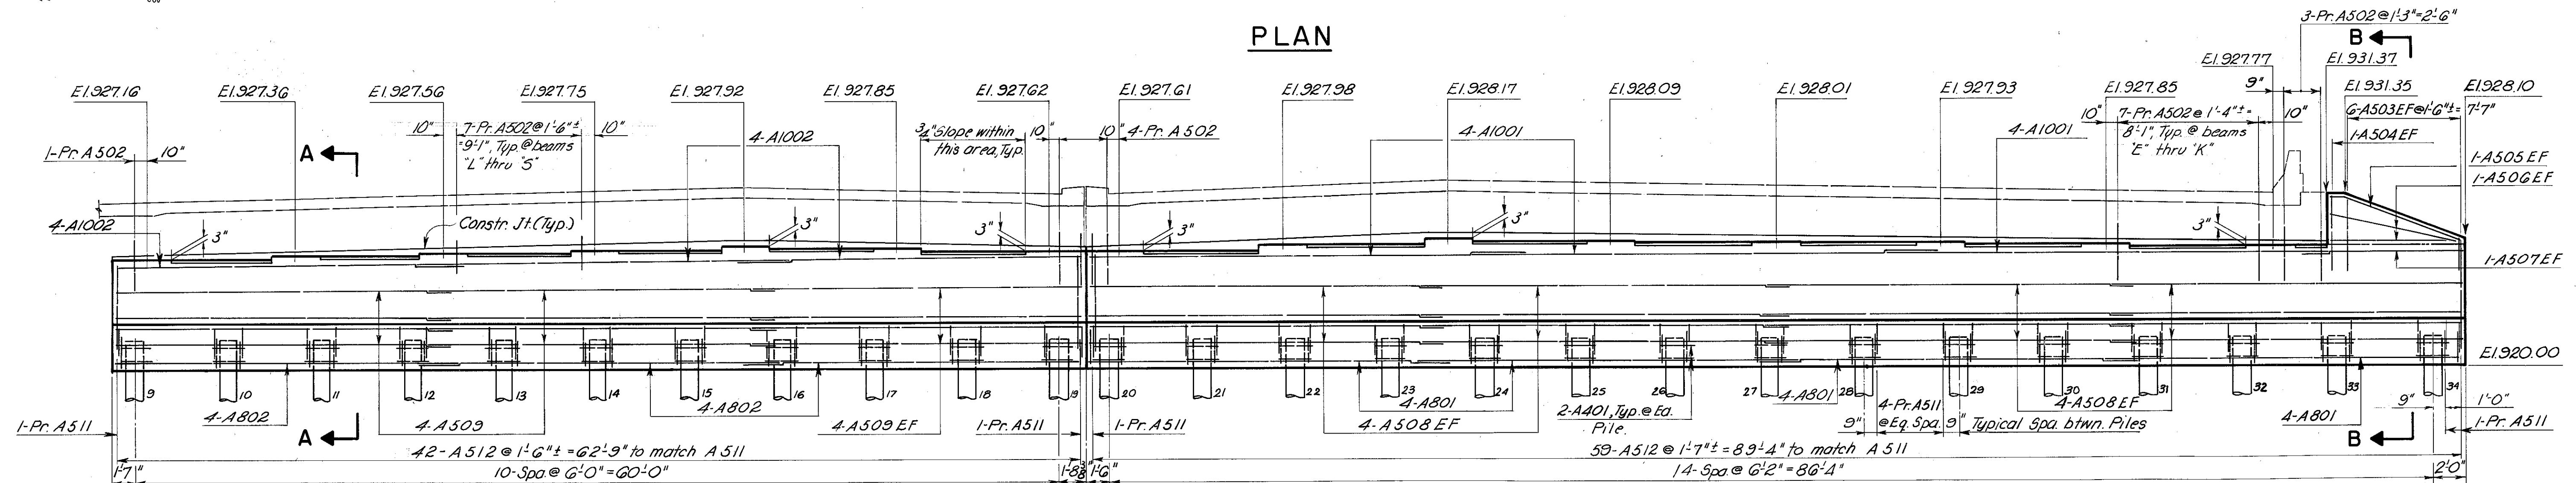 PLAN
3-Pr. A502 @ 1'-3" = 2'-6"
B
El. 927.16
El. 927.36
El. 927.56
El. 927.75
El. 927.92
El. 927.85
El. 927.62
El. 927.61
El. 927.98
El. 928.17
El. 928.09
El. 928.01
El. 927.93
El. 927.85
El. 927.77
El. 931.37
El. 931.35
El. 928.10
9"
10"
6-A503EF@1'-6"± = 7'-7"
1-A504EF
1-Pr. A502
10"
A
10"
7-Pr. A502 @ 1'-6"±
= 9'-1", Typ. @ beams
"L" thru "S"
10"
4-A1002
3/4" Slope within
this area, Typ.
10"
10"
4-Pr. A502
4-A1001
4-A1001
10"
7-Pr. A502 @ 1'-4"± =
8'-1", Typ. @ beams
"E" thru "K"
10"
1-A505EF
1-A506EF
1-A507EF
4-A1002
3"
Constr. Jt. (Typ.)
3"
3"
3"
3"
3"
El. 920.00
9
10
11
12
13
14
15
16
17
18
19
20
21
22
23
24
25
26
27
28
29
30
31
32
33
34
1-Pr. A511
4-A802
A
4-A509
4-A802
4-A509 EF
1-Pr. A511
1-Pr. A511
4-A801
4-A508 EF
2-A401, Typ. @ Ea.
Pile.
4-A801
9"
4-Pr. A511
@ Eq. Spa.
9"
Typical Spa. btwn. Piles
4-A508 EF
4-A801
B
9"
1'-0"
1-Pr. A511
42-A512 @ 1'-6"± = 62'-9" to match A511
59-A512 @ 1'-7"± = 89'-4" to match A511
1'-7"
10-Spa. @ 6'-0" = 60'-0"
1'-8 3/8"
1'-6"
14-Spa. @ 6'-2" = 86'-4"
2'-0"